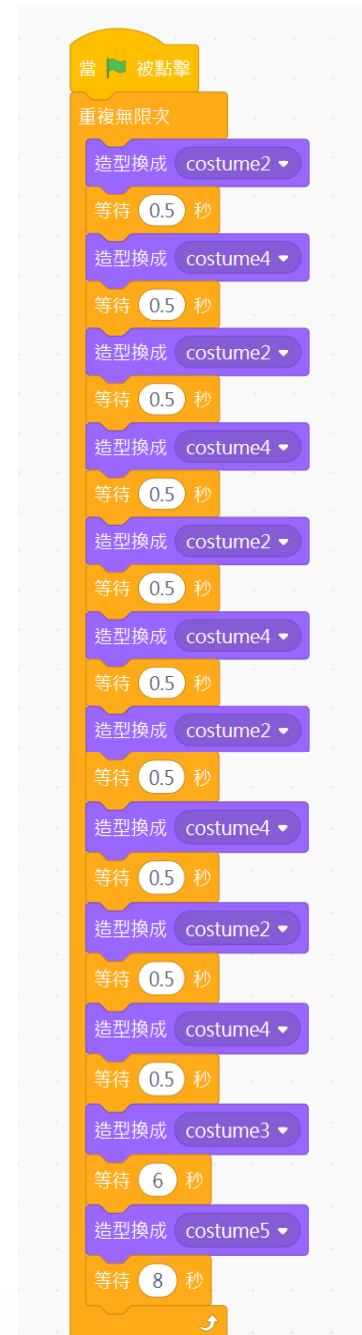 當 被點擊
重複無限次
造型換成 costume2
等待 0.5 秒
造型換成 costume4
等待 0.5 秒
造型換成 costume2
等待 0.5 秒
造型換成 costume4
等待 0.5 秒
造型換成 costume2
等待 0.5 秒
造型換成 costume4
等待 0.5 秒
造型換成 costume2
等待 0.5 秒
造型換成 costume4
等待 0.5 秒
造型換成 costume2
等待 0.5 秒
造型換成 costume4
等待 0.5 秒
造型換成 costume3
等待 6 秒
造型換成 costume5
等待 8 秒